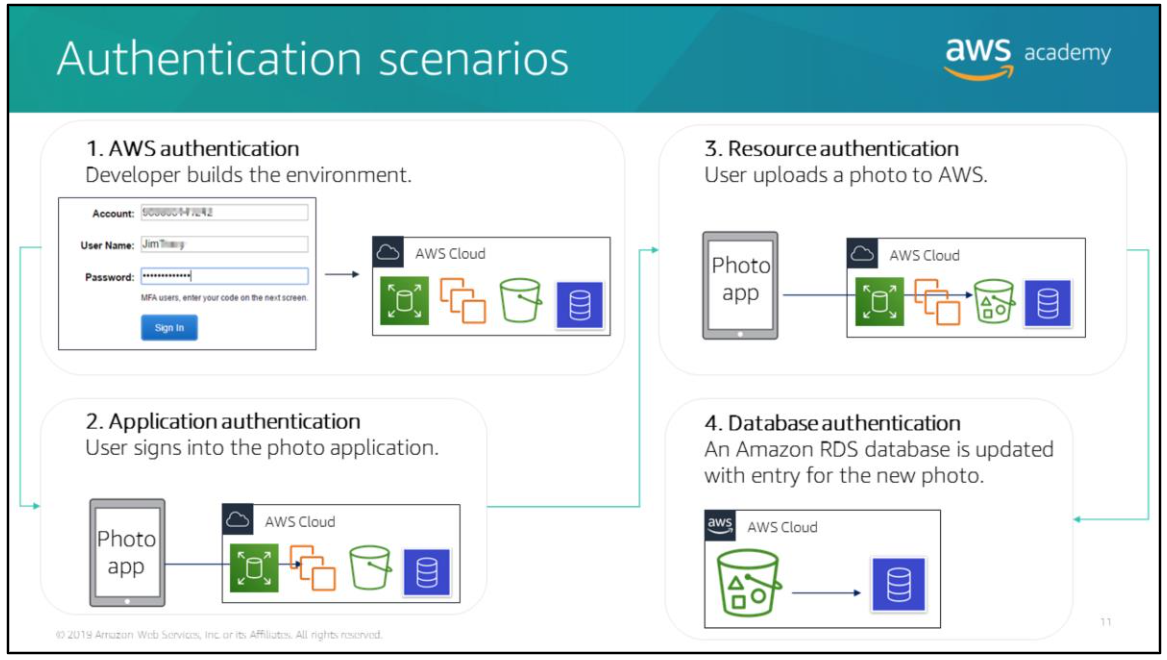 Authentication scenarios
aws academy
1. AWS authentication
Developer builds the environment.
Account:
User Name: Jim
Password: •••••••••••••
MFA users, enter your code on the next screen.
Sign In
AWS Cloud
2. Application authentication
User signs into the photo application.
Photo
app
AWS Cloud
3. Resource authentication
User uploads a photo to AWS.
Photo
app
AWS Cloud
4. Database authentication
An Amazon RDS database is updated
with entry for the new photo.
aws AWS Cloud
© 2019 Amazon Web Services, Inc. or its Affiliates. All rights reserved.
11